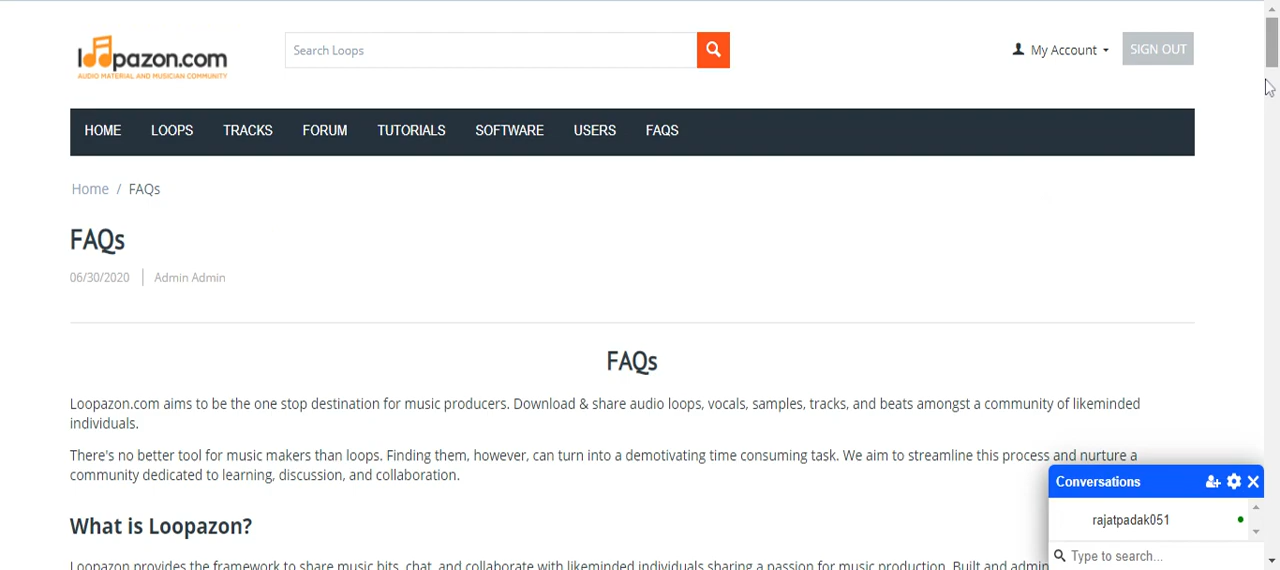 loopazon.com
AUDIO MATERIAL AND MUSICIAN COMMUNITY
Search Loops
My Account
SIGN OUT
HOME LOOPS TRACKS FORUM TUTORIALS SOFTWARE USERS FAQS
Home / FAQs
FAQs
06/30/2020 | Admin Admin
FAQs
Loopazon.com aims to be the one stop destination for music producers. Download & share audio loops, vocals, samples, tracks, and beats amongst a community of likeminded
individuals.
There's no better tool for music makers than loops. Finding them, however, can turn into a demotivating time consuming task. We aim to streamline this process and nurture a
community dedicated to learning, discussion, and collaboration.
What is Loopazon?
Loopazon provides the framework to share music bits, chat, and collaborate with likeminded individuals sharing a passion for music production. Built and
Conversations
rajatpadak051
Type to search...